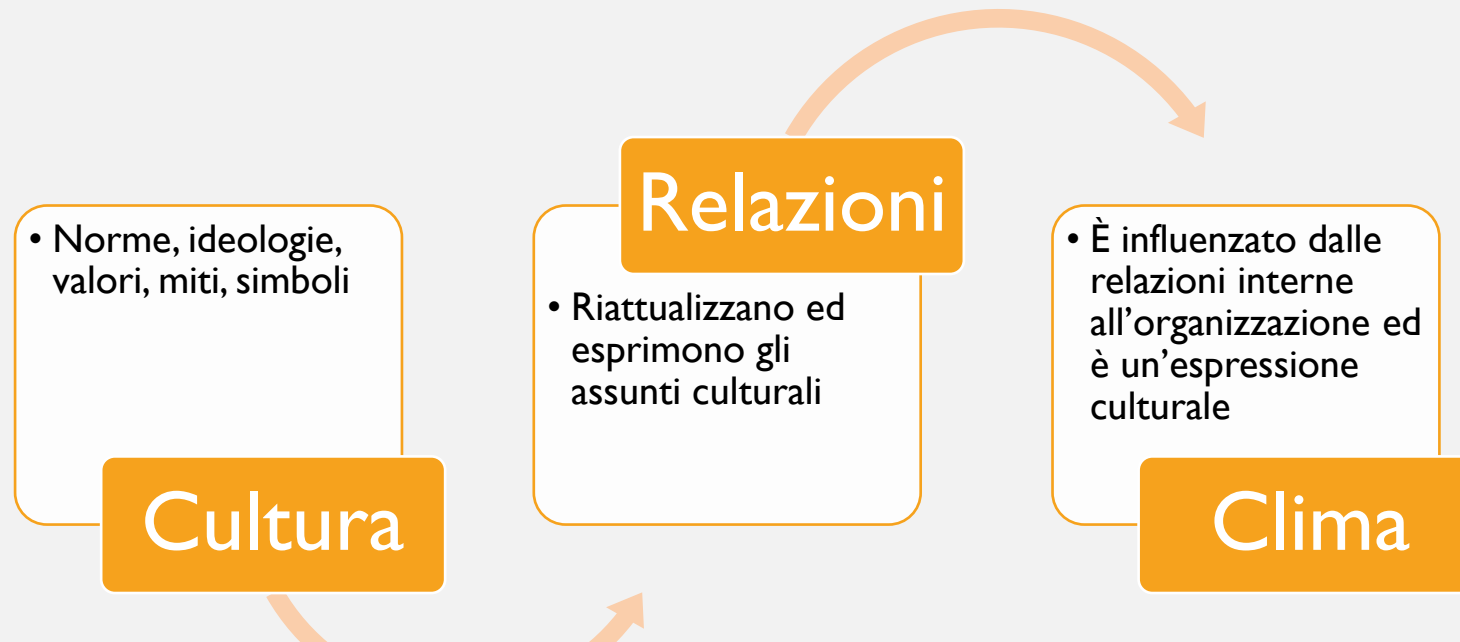 • Norme, ideologie,
valori, miti, simboli
Cultura
Relazioni
• Riattualizzano ed
esprimono gli
assunti culturali
• È influenzato dalle
relazioni interne
all’organizzazione ed
è un’espressione
culturale
Clima